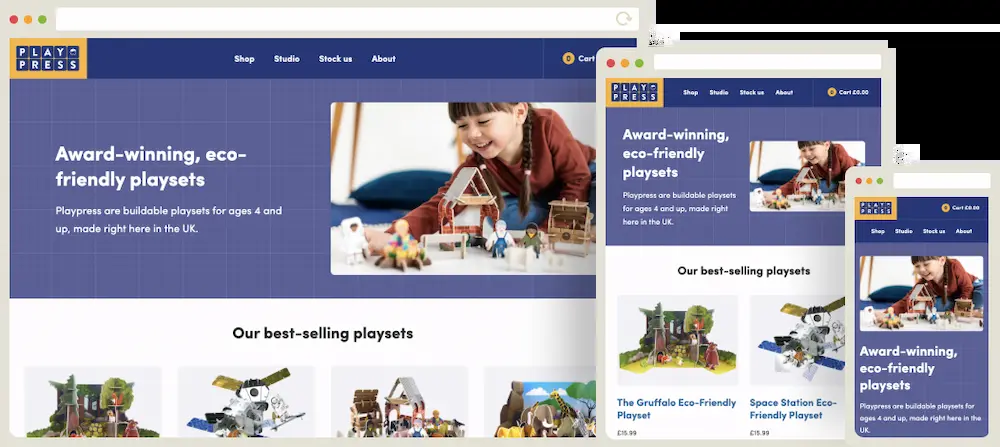 PLAY
PRESS
Shop Studio Stock us About
0 Cart
Award-winning, eco-
friendly playsets
Playpress are buildable playsets for ages 4 and
up, made right here in the UK.
Our best-selling playsets
PLAY
PRESS
Shop Studio Stock us About
0 Cart £0.00
Award-winning,
eco-friendly
playsets
Playpress are buildable playsets
for ages 4 and up, made right
here in the UK.
Our best-selling playsets
The Gruffalo Eco-Friendly
Playset
£15.99
Space Station Eco-
Friendly Playset
£15.99
PLAY
PRESS
0 Cart £0.00
Shop Studio Stock us About
Award-winning,
eco-friendly
playsets
Playpress are buildable playsets for
ages 4 and up, made right here in the
UK.